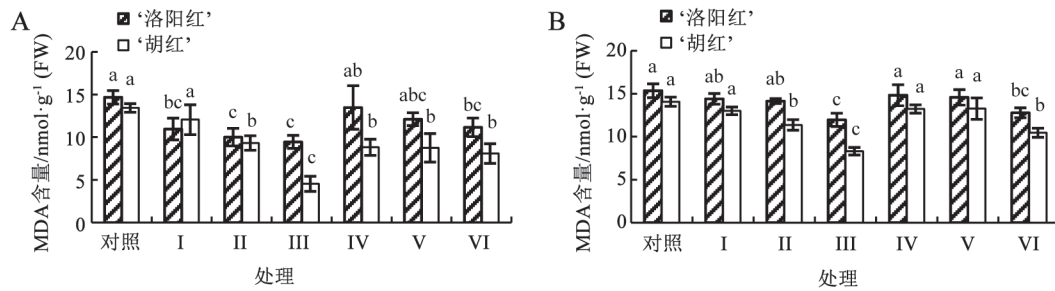 A
‘洛阳红’
‘胡红’
MDA含量/nmol·g⁻¹ (FW)
20
15
10
5
0
a a bc a c b c c ab b abc b bc b
对照 I II III IV V VI
处理
B
‘洛阳红’
‘胡红’
MDA含量/nmol·g⁻¹ (FW)
20
15
10
15
0
a a ab a ab b c c a a a a bc b
对照 I II III IV V VI
处理